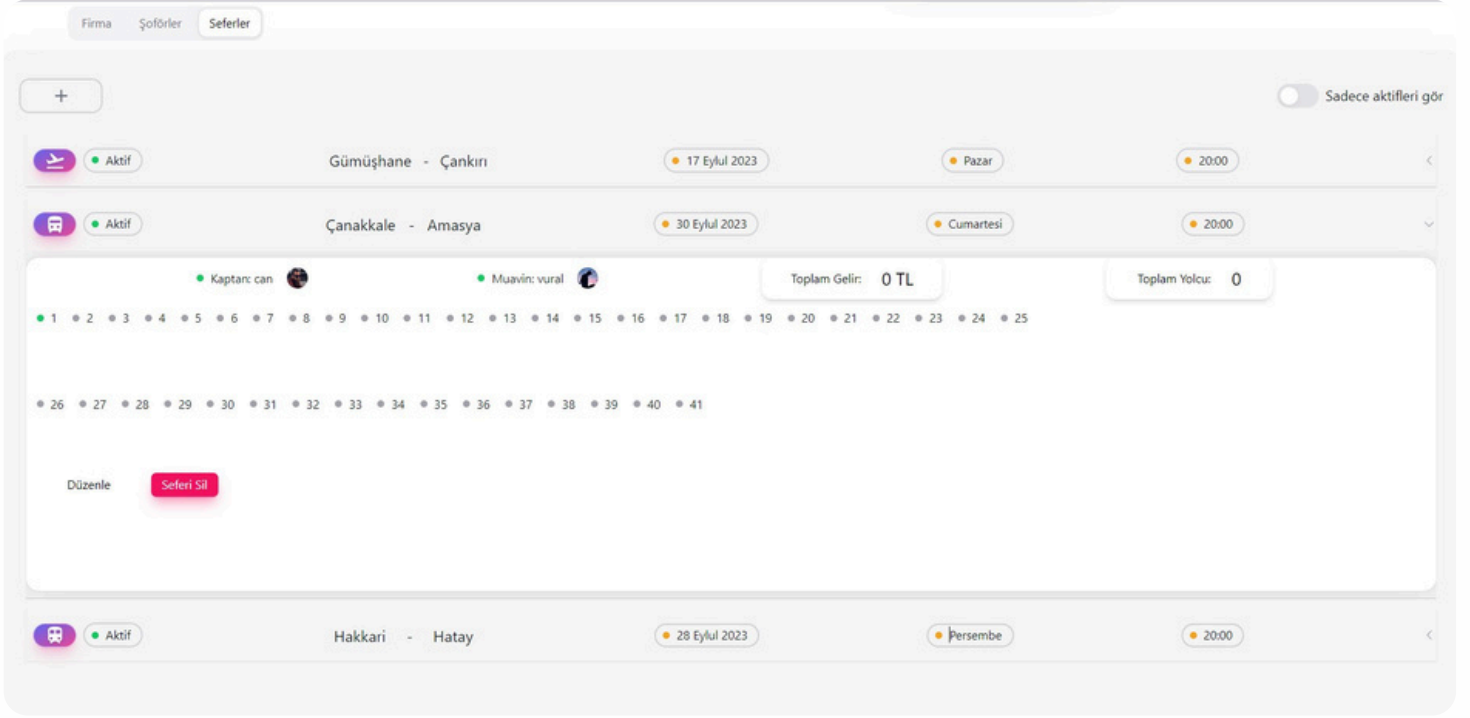 Firma Şoförler Seferler
+ Sadece aktifleri gör
Aktif Gümüşhane - Çankırı 17 Eylul 2023 Pazar 20:00
Aktif Çanakkale - Amasya 30 Eylul 2023 Cumartesi 20:00
Kaptan: can Muavin: vural Toplam Gelir: 0 TL Toplam Yolcu: 0
1 2 3 4 5 6 7 8 9 10 11 12 13 14 15 16 17 18 19 20 21 22 23 24 25
26 27 28 29 30 31 32 33 34 35 36 37 38 39 40 41
Düzenle Seferi Sil
Aktif Hakkari - Hatay 28 Eylul 2023 Persembe 20:00